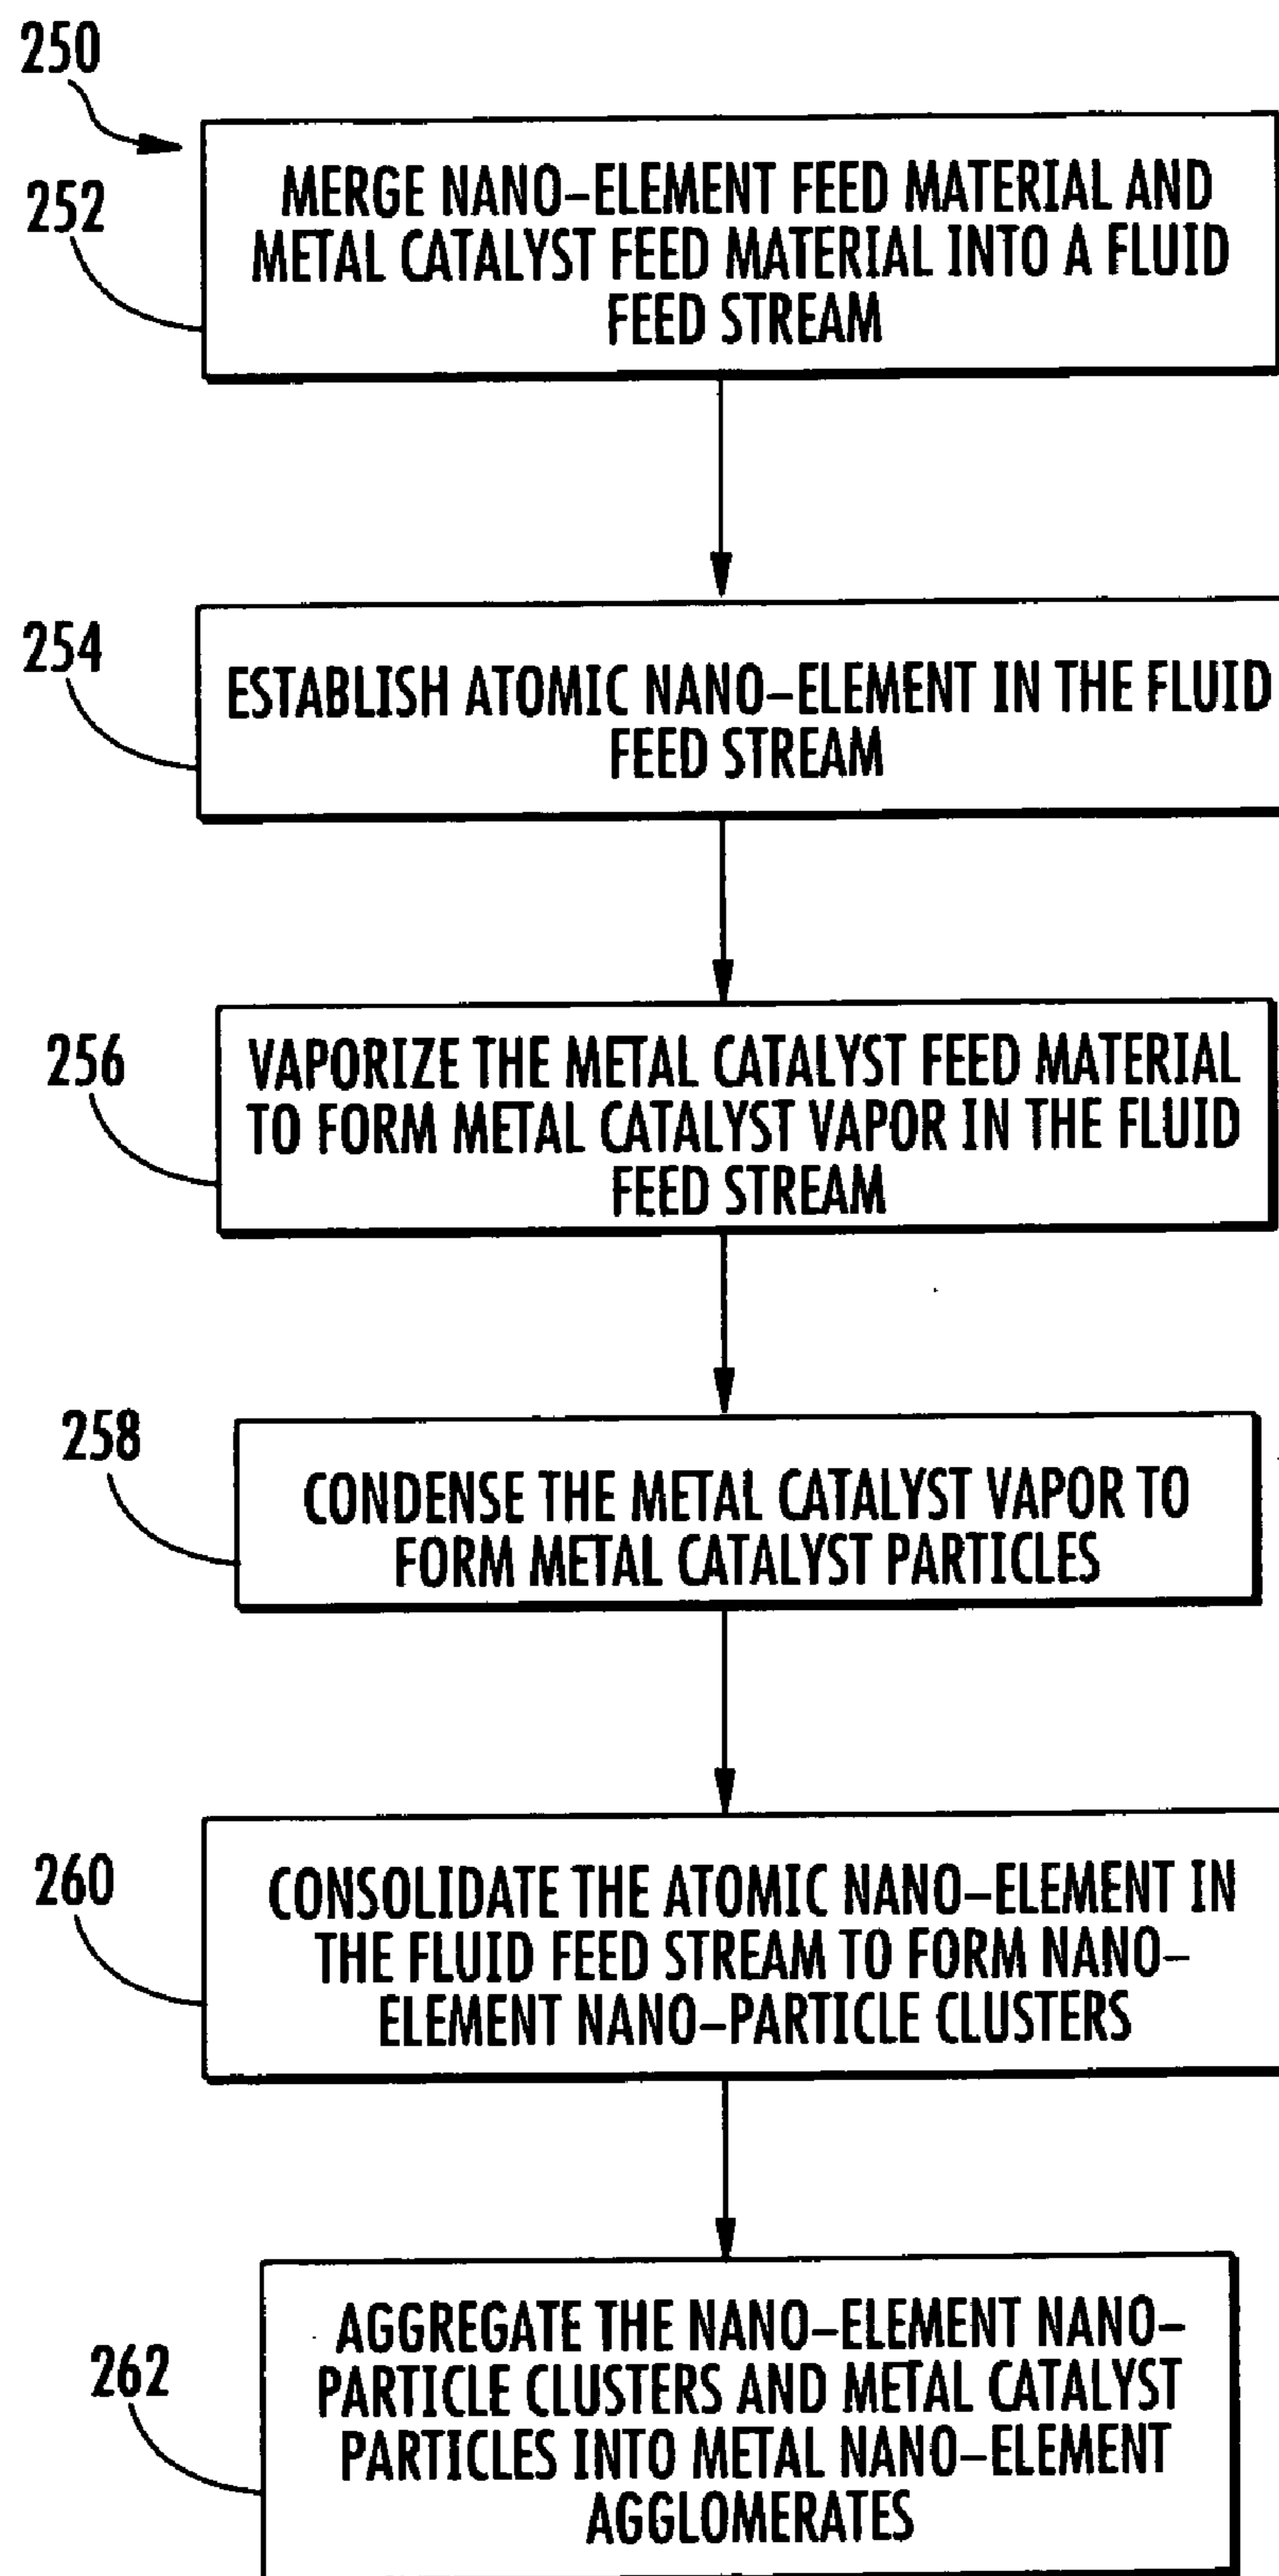 250
252
MERGE NANO–ELEMENT FEED MATERIAL AND
METAL CATALYST FEED MATERIAL INTO A FLUID
FEED STREAM
254
ESTABLISH ATOMIC NANO–ELEMENT IN THE FLUID
FEED STREAM
256
VAPORIZE THE METAL CATALYST FEED MATERIAL
TO FORM METAL CATALYST VAPOR IN THE FLUID
FEED STREAM
258
CONDENSE THE METAL CATALYST VAPOR TO
FORM METAL CATALYST PARTICLES
260
CONSOLIDATE THE ATOMIC NANO–ELEMENT IN
THE FLUID FEED STREAM TO FORM NANO–
ELEMENT NANO–PARTICLE CLUSTERS
262
AGGREGATE THE NANO–ELEMENT NANO–
PARTICLE CLUSTERS AND METAL CATALYST
PARTICLES INTO METAL NANO–ELEMENT
AGGLOMERATES